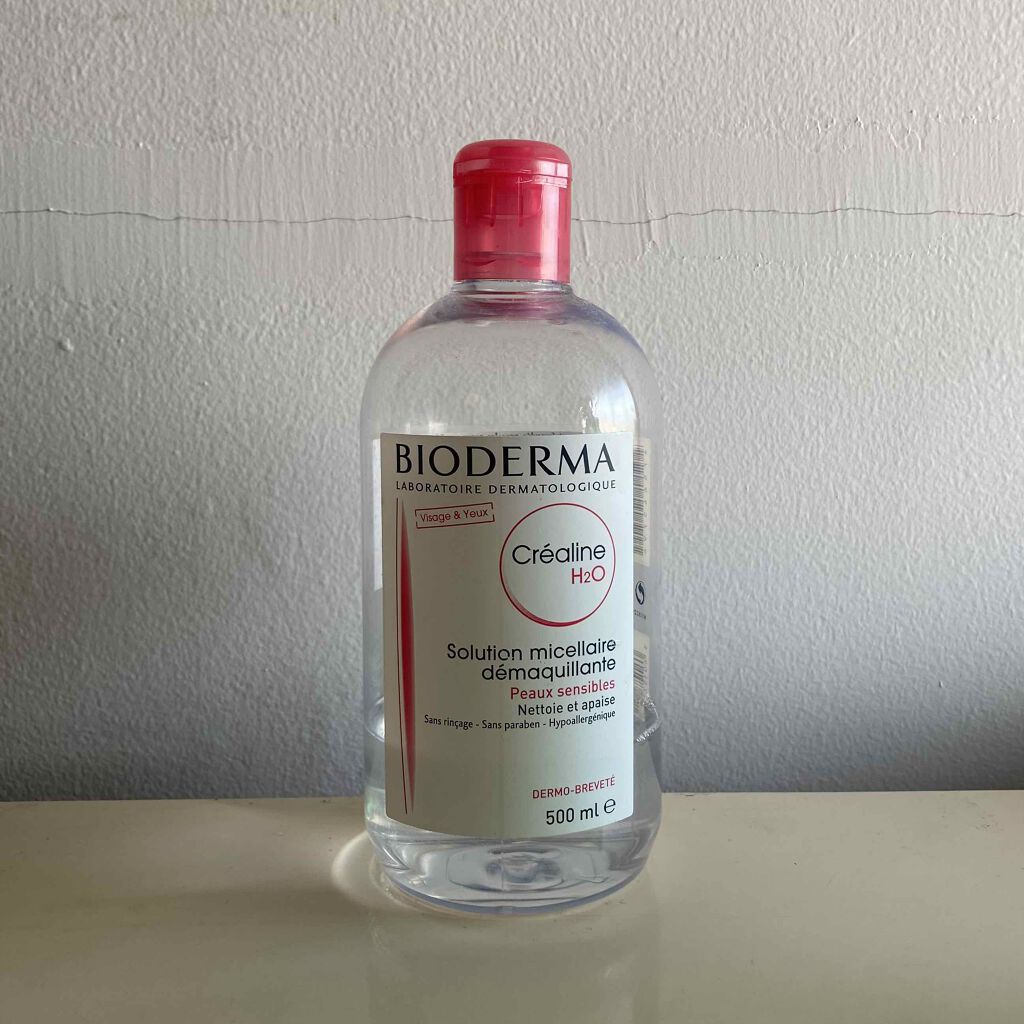 BIODERMA
LABORATOIRE DERMATOLOGIQUE
Visage & Yeux
Créaline
H2O
Solution micellaire
démaquillante
Peaux sensibles
Nettoie et apaise
Sans rinçage - Sans paraben - Hypoallergénique
DERMO-BREVETÉ
500 ml e